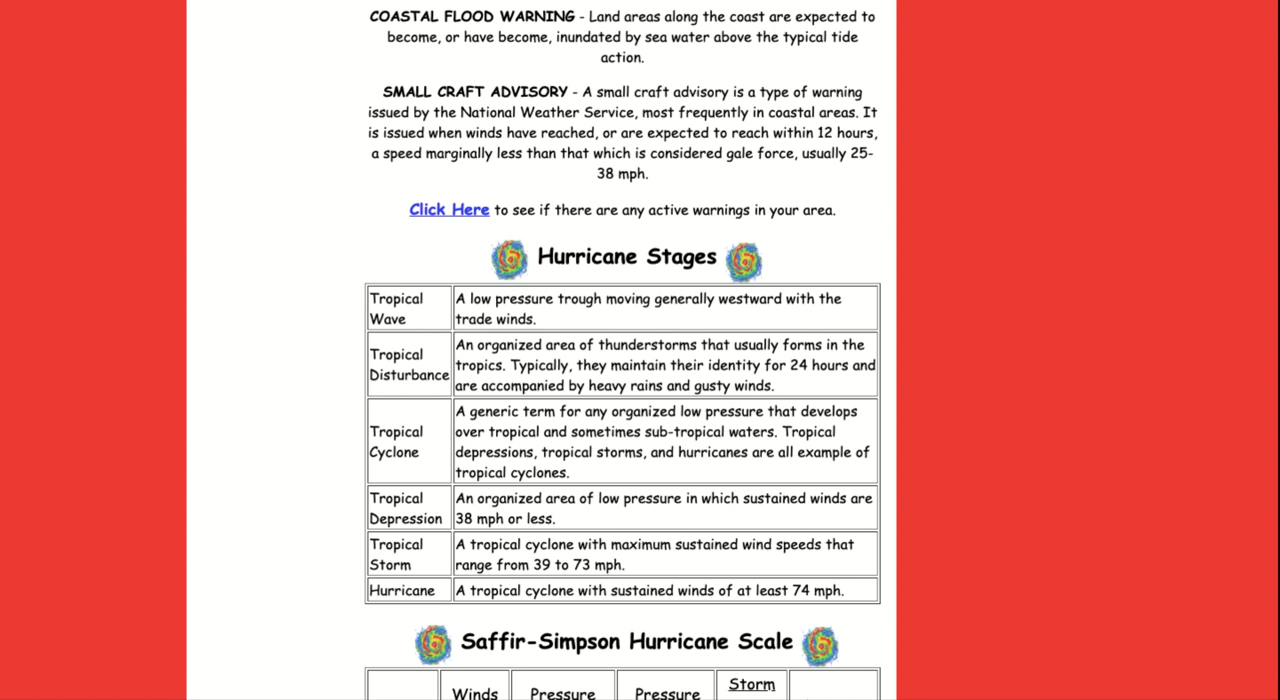 COASTAL FLOOD WARNING - Land areas along the coast are expected to
become, or have become, inundated by sea water above the typical tide
action.
SMALL CRAFT ADVISORY - A small craft advisory is a type of warning
issued by the National Weather Service, most frequently in coastal areas. It
is issued when winds have reached, or are expected to reach within 12 hours,
a speed marginally less than that which is considered gale force, usually 25-
38 mph.
Click Here to see if there are any active warnings in your area.
Hurricane Stages
Tropical
Wave
A low pressure trough moving generally westward with the
trade winds.
Tropical
Disturbance
An organized area of thunderstorms that usually forms in the
tropics. Typically, they maintain their identity for 24 hours and
are accompanied by heavy rains and gusty winds.
Tropical
Cyclone
A generic term for any organized low pressure that develops
over tropical and sometimes sub-tropical waters. Tropical
depressions, tropical storms, and hurricanes are all example of
tropical cyclones.
Tropical
Depression
An organized area of low pressure in which sustained winds are
38 mph or less.
Tropical
Storm
A tropical cyclone with maximum sustained wind speeds that
range from 39 to 73 mph.
Hurricane
A tropical cyclone with sustained winds of at least 74 mph.
Saffir-Simpson Hurricane Scale
Winds
Pressure
Pressure
Storm